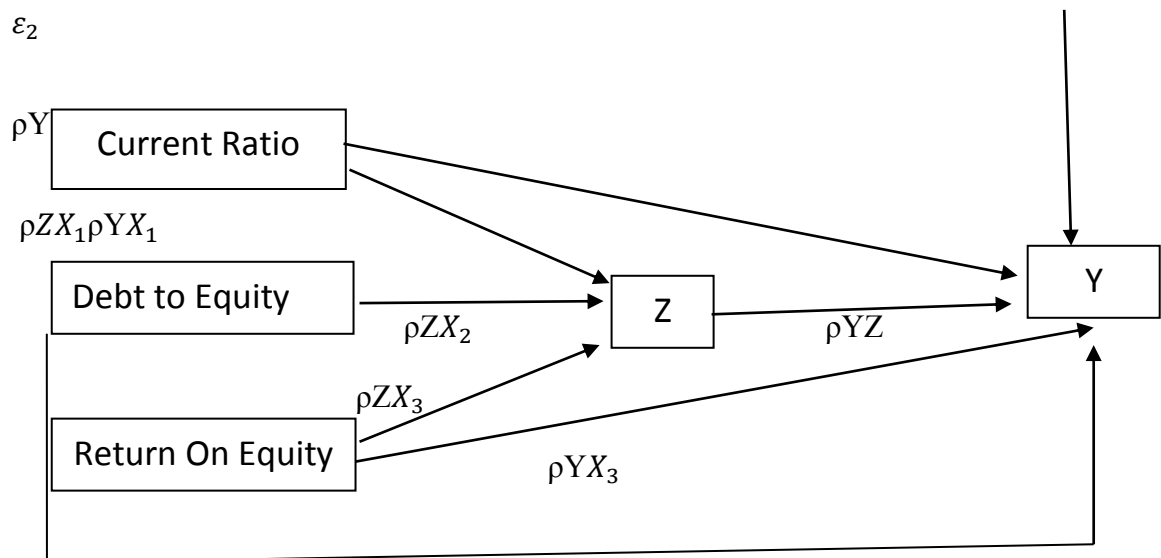 ε₂
ρY
Current Ratio
ρZX₁ρYX₁
Debt to Equity
Z
Y
ρZX₂
ρYZ
ρZX₃
Return On Equity
ρYX₃